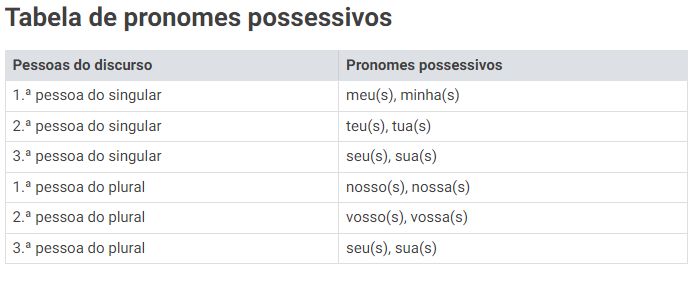 Tabela de pronomes possessivos
Pessoas do discurso Pronomes possessivos
1.ª pessoa do singular meu(s), minha(s)
2.ª pessoa do singular teu(s), tua(s)
3.ª pessoa do singular seu(s), sua(s)
1.ª pessoa do plural nosso(s), nossa(s)
2.ª pessoa do plural vosso(s), vossa(s)
3.ª pessoa do plural seu(s), sua(s)